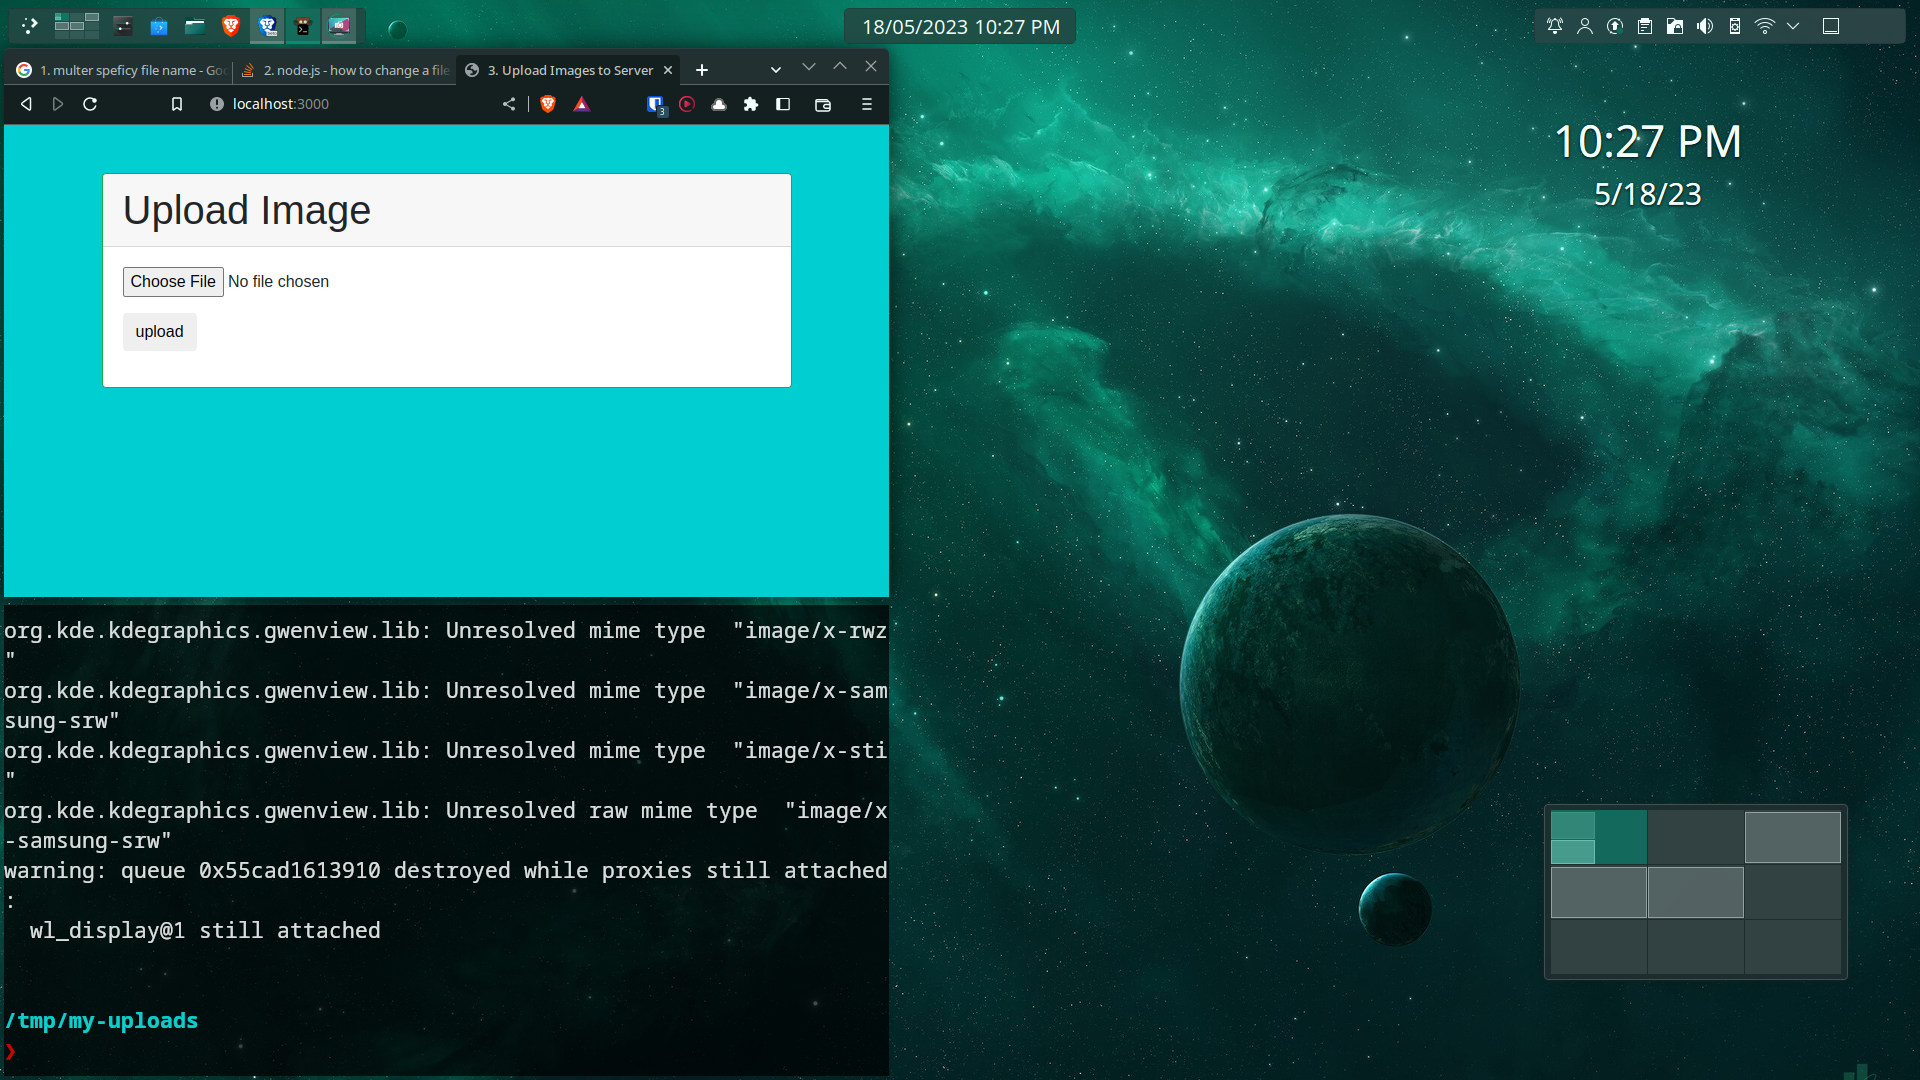 18/05/2023 10:27 PM
1. multer speficy file name - Goo
2. node.js - how to change a file
3. Upload Images to Server
localhost:3000
3
Upload Image
Choose File No file chosen
upload
10:27 PM
5/18/23
org.kde.kdegraphics.gwenview.lib: Unresolved mime type  "image/x-rwz
"
org.kde.kdegraphics.gwenview.lib: Unresolved mime type  "image/x-sam
sung-srw"
org.kde.kdegraphics.gwenview.lib: Unresolved mime type  "image/x-sti
"
org.kde.kdegraphics.gwenview.lib: Unresolved raw mime type  "image/x
-samsung-srw"
warning: queue 0x55cad1613910 destroyed while proxies still attached
:
  wl_display@1 still attached
/tmp/my-uploads
❯